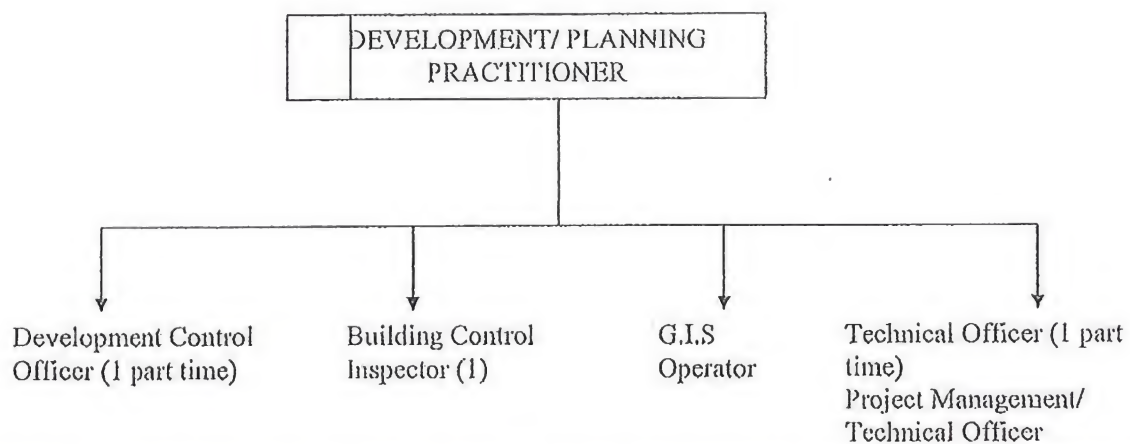 DEVELOPMENT/ PLANNING
PRACTITIONER
Development Control
Officer (1 part time)
Building Control
Inspector (1)
G.I.S
Operator
Technical Officer (1 part
time)
Project Management/
Technical Officer